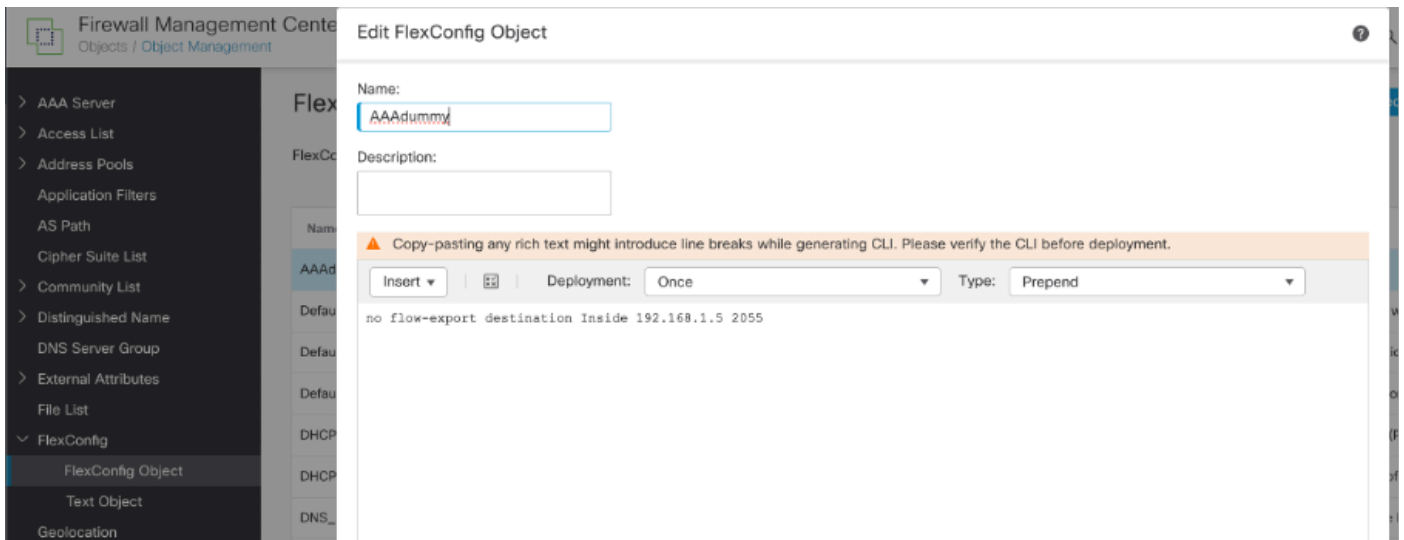 Firewall Management Cente
Objects / Object Management
Edit FlexConfig Object
AAA Server
Access List
Address Pools
Application Filters
AS Path
Cipher Suite List
Community List
Distinguished Name
DNS Server Group
External Attributes
File List
FlexConfig
FlexConfig Object
Text Object
Geolocation
Flex
FlexCo
Nam
AAAd
Defau
Defau
Defau
DHCP
DHCP
DNS_
Name:
AAAdummy
Description:
Copy-pasting any rich text might introduce line breaks while generating CLI. Please verify the CLI before deployment.
Insert Deployment: Once Type: Prepend
no flow-export destination Inside 192.168.1.5 2055